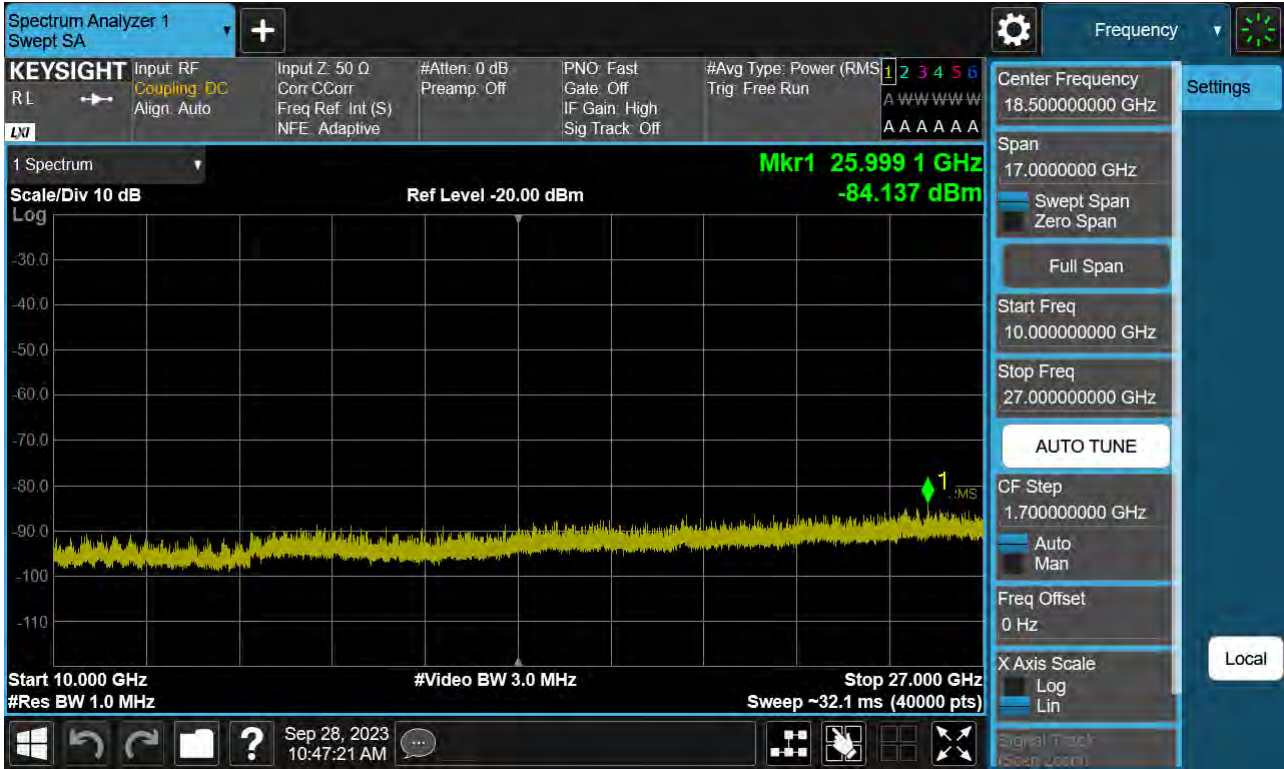 Spectrum Analyzer 1
Swept SA
Frequency
KEYSIGHT
R L
LXI
Input: RF
Coupling: DC
Align: Auto
Input Z: 50 Ω
Corr CCorr
Freq Ref: Int (S)
NFE: Adaptive
#Atten: 0 dB
Preamp: Off
PNO: Fast
Gate: Off
IF Gain: High
Sig Track: Off
#Avg Type: Power (RMS
Trig: Free Run
1 2 3 4 5 6
A W W W W W
A A A A A A
1 Spectrum
Scale/Div 10 dB
Log
Ref Level -20.00 dBm
Mkr1 25.999 1 GHz
-84.137 dBm
-30.0
-40.0
-50.0
-60.0
-70.0
-80.0
-90.0
-100
-110
1
Start 10.000 GHz
#Res BW 1.0 MHz
#Video BW 3.0 MHz
Stop 27.000 GHz
Sweep ~32.1 ms (40000 pts)
Center Frequency
18.500000000 GHz
Span
17.0000000 GHz
Swept Span
Zero Span
Full Span
Start Freq
10.000000000 GHz
Stop Freq
27.000000000 GHz
AUTO TUNE
CF Step
1.700000000 GHz
Auto
Man
Freq Offset
0 Hz
X Axis Scale
Log
Lin
Signal Track
(Span Zoom)
Settings
Local
?
Sep 28, 2023
10:47:21 AM